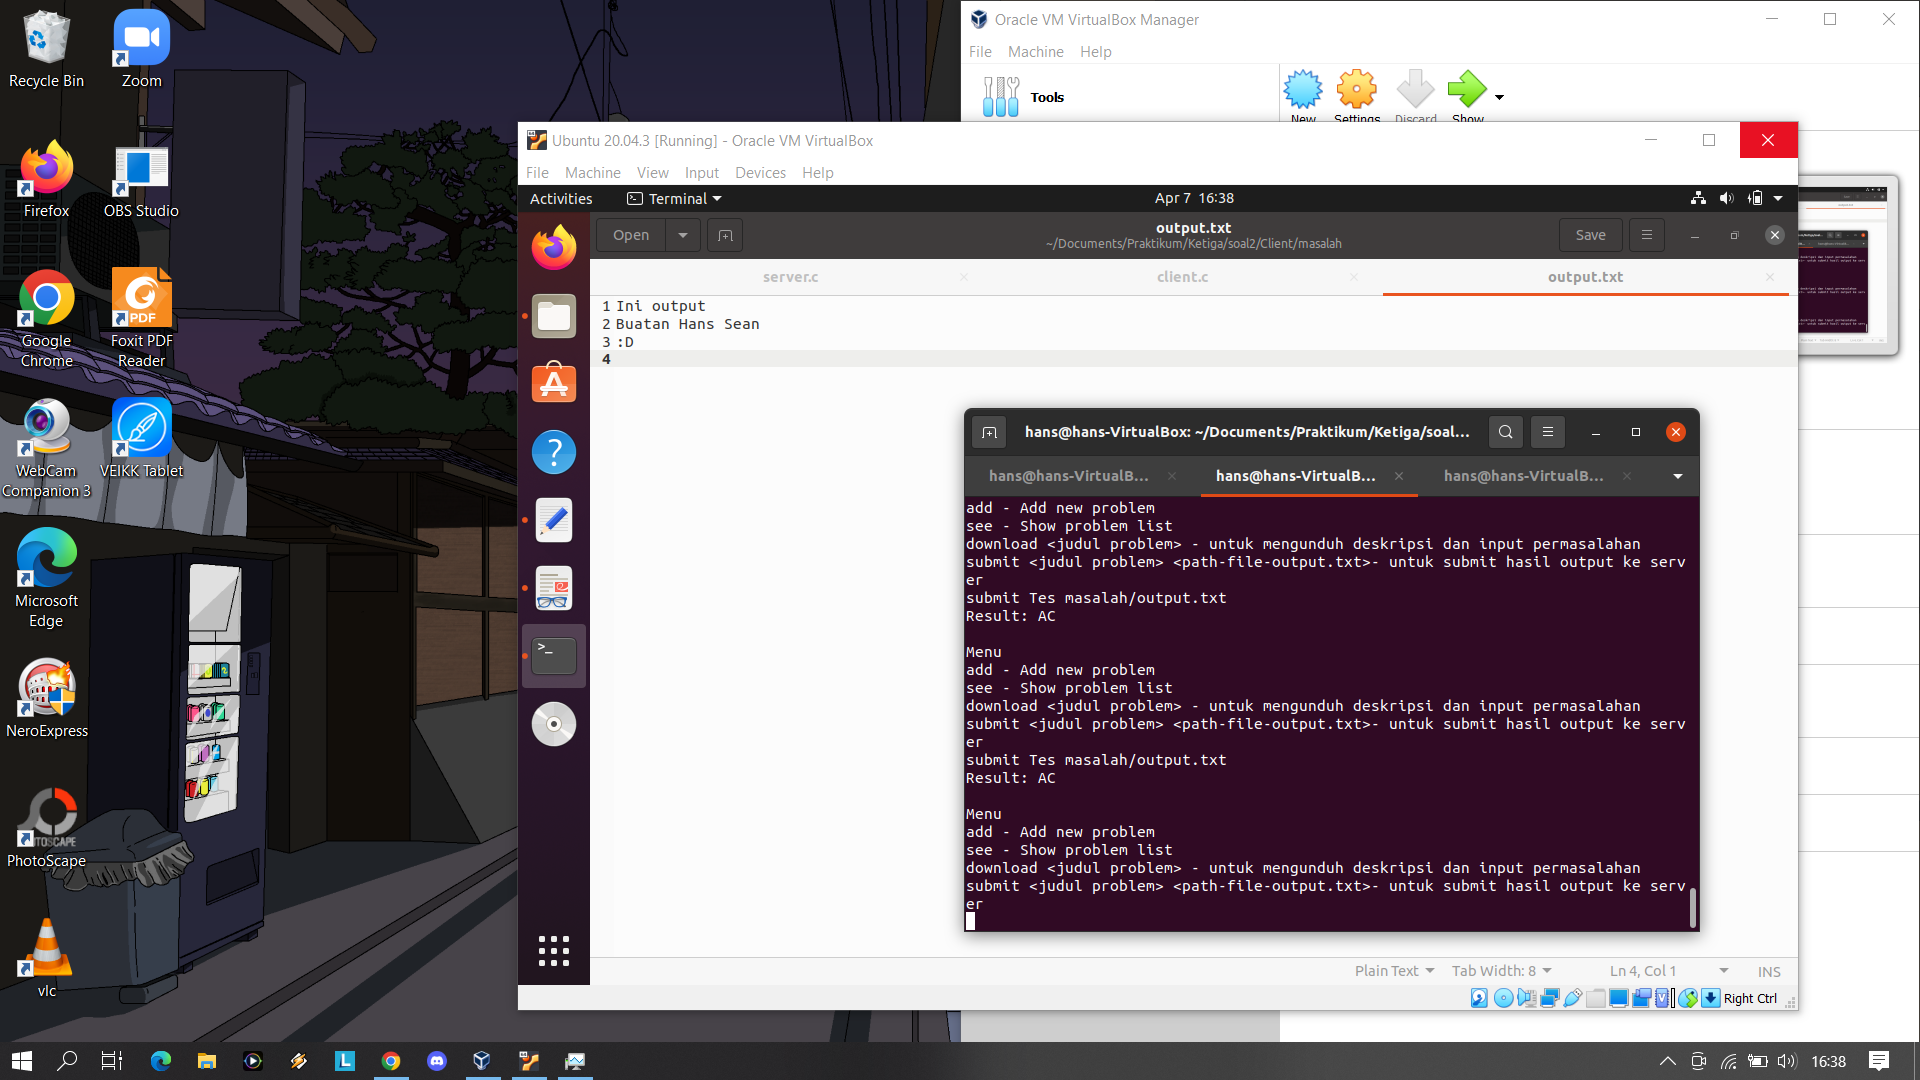 Recycle Bin
Zoom
Firefox
OBS Studio
Google Chrome
Foxit PDF Reader
PDF
WebCam Companion 3
VEIKK Tablet
Microsoft Edge
NeroExpress
PhotoScape
vlc
Oracle VM VirtualBox Manager
File Machine Help
Tools
New Settings Discard Show
Ubuntu 20.04.3 [Running] - Oracle VM VirtualBox
File Machine View Input Devices Help
Activities Terminal Apr 7 16:38
Open output.txt Save
~/Documents/Praktikum/Ketiga/soal2/Client/masalah
server.c client.c output.txt
1 Ini output
2 Buatan Hans Sean
3 :D
4
hans@hans-VirtualBox: ~/Documents/Praktikum/Ketiga/soal...
hans@hans-VirtualB... hans@hans-VirtualB... hans@hans-VirtualB...
add - Add new problem
see - Show problem list
download <judul problem> - untuk mengunduh deskripsi dan input permasalahan
submit <judul problem> <path-file-output.txt>- untuk submit hasil output ke serv
er
submit Tes masalah/output.txt
Result: AC
Menu
add - Add new problem
see - Show problem list
download <judul problem> - untuk mengunduh deskripsi dan input permasalahan
submit <judul problem> <path-file-output.txt>- untuk submit hasil output ke serv
er
submit Tes masalah/output.txt
Result: AC
Menu
add - Add new problem
see - Show problem list
download <judul problem> - untuk mengunduh deskripsi dan input permasalahan
submit <judul problem> <path-file-output.txt>- untuk submit hasil output ke serv
er
Plain Text Tab Width: 8 Ln 4, Col 1 INS
Right Ctrl
16:38